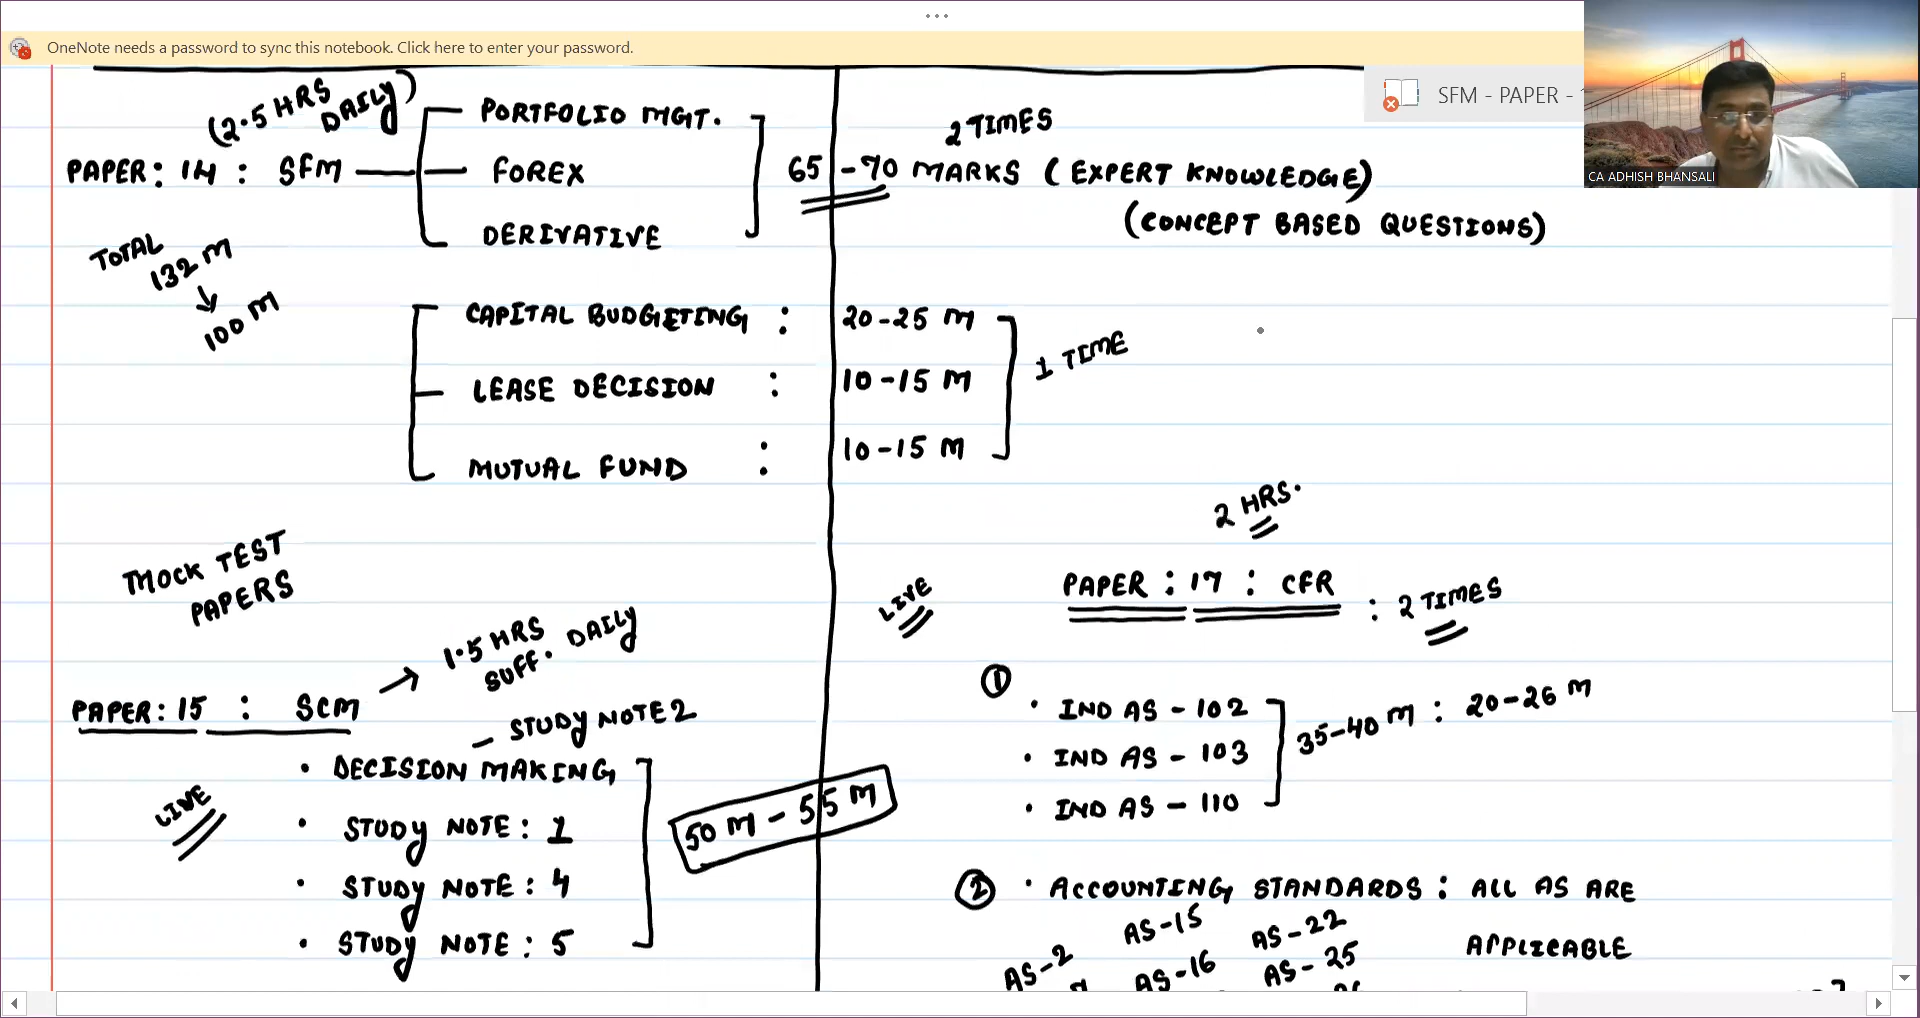 OneNote needs a password to sync this notebook. Click here to enter your password.
SFM - PAPER -
CA ADHISH BHANSALI
(2.5 HRS DAILY)
PAPER: 14 : SFM
PORTFOLIO MGT.
FOREX
DERIVATIVE
2 TIMES
65 - 70 MARKS (EXPERT KNOWLEDGE)
(CONCEPT BASED QUESTIONS)
TOTAL
132 M
↓
100 M
CAPITAL BUDGETING : 20-25 M
LEASE DECISION : 10-15 M
MUTUAL FUND : 10-15 M
1 TIME
MOCK TEST
PAPERS
PAPER: 15 : SCM → 1.5 HRS
SUFF. DAILY
- STUDY NOTE 2
LIVE
• DECISION MAKING
• STUDY NOTE: 1
• STUDY NOTE: 4
• STUDY NOTE: 5
50 M - 55 M
2 HRS.
LIVE
PAPER : 17 : CFR : 2 TIMES
①
• IND AS - 102
• IND AS - 103
• IND AS - 110
35-40 M : 20-26 M
② • ACCOUNTING STANDARDS : ALL AS ARE
APPLICABLE
AS-2
AS-15
AS-16
AS-22
AS-25